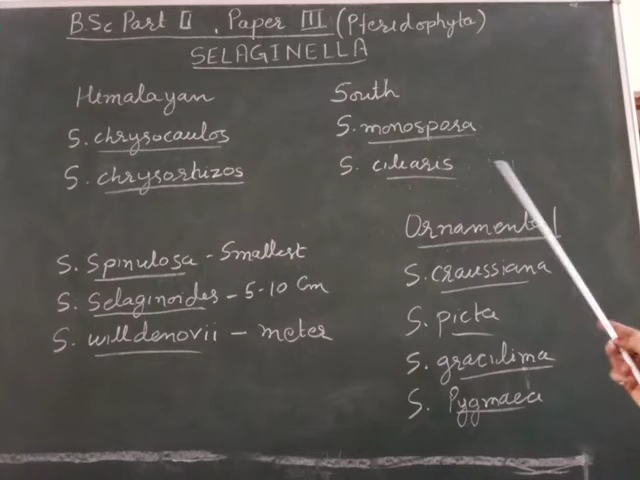 B.Sc Part II, Paper III (Pteridophyta)
SELAGINELLA
Himalayan
S. chrysocaulos
S. chrysorhizos
South
S. monospora
S. ciliaris
S. Spinulosa - Smallest
S. Selaginoides - 5-10 Cm
S. willdenovii - meter
Ornamental
S. craussiana
S. picta
S. gracilima
S. Pygmaea